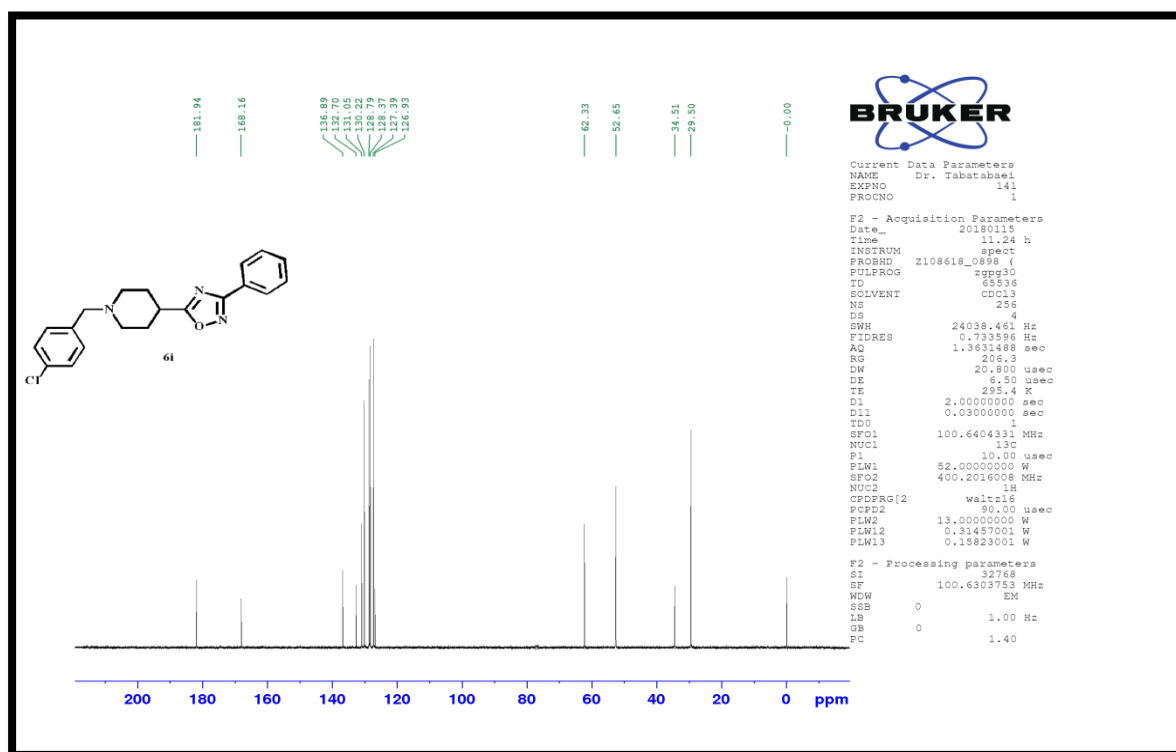 181.94
168.16
136.89
132.70
131.05
130.22
128.79
128.37
127.39
126.93
62.33
52.65
34.51
29.50
-0.00
BRUKER
Current Data Parameters
NAME Dr. Tabatabaei
EXPNO 141
PROCNO 1
F2 - Acquisition Parameters
Date_ 20180115
Time 11.24 h
INSTRUM spect
PROBHD Z108618_0898 (
PULPROG zgpg30
TD 65536
SOLVENT CDCl3
NS 256
DS 4
SWH 24038.461 Hz
FIDRES 0.733596 Hz
AQ 1.3631488 sec
RG 206.3
DW 20.800 usec
DE 6.50 usec
TE 295.4 K
D1 2.00000000 sec
D11 0.03000000 sec
TD0 1
SFO1 100.6404331 MHz
NUC1 13C
P1 10.00 usec
PLW1 52.00000000 W
SFO2 400.2016008 MHz
NUC2 1H
CPDPRG[2 waltz16
PCPD2 90.00 usec
PLW2 13.00000000 W
PLW12 0.31457001 W
PLW13 0.15823001 W
F2 - Processing parameters
SI 32768
SF 100.6303753 MHz
WDW EM
SSB 0
LB 1.00 Hz
GB 0
PC 1.40
N
N
N
O
Cl
6i
200 180 160 140 120 100 80 60 40 20 0 ppm